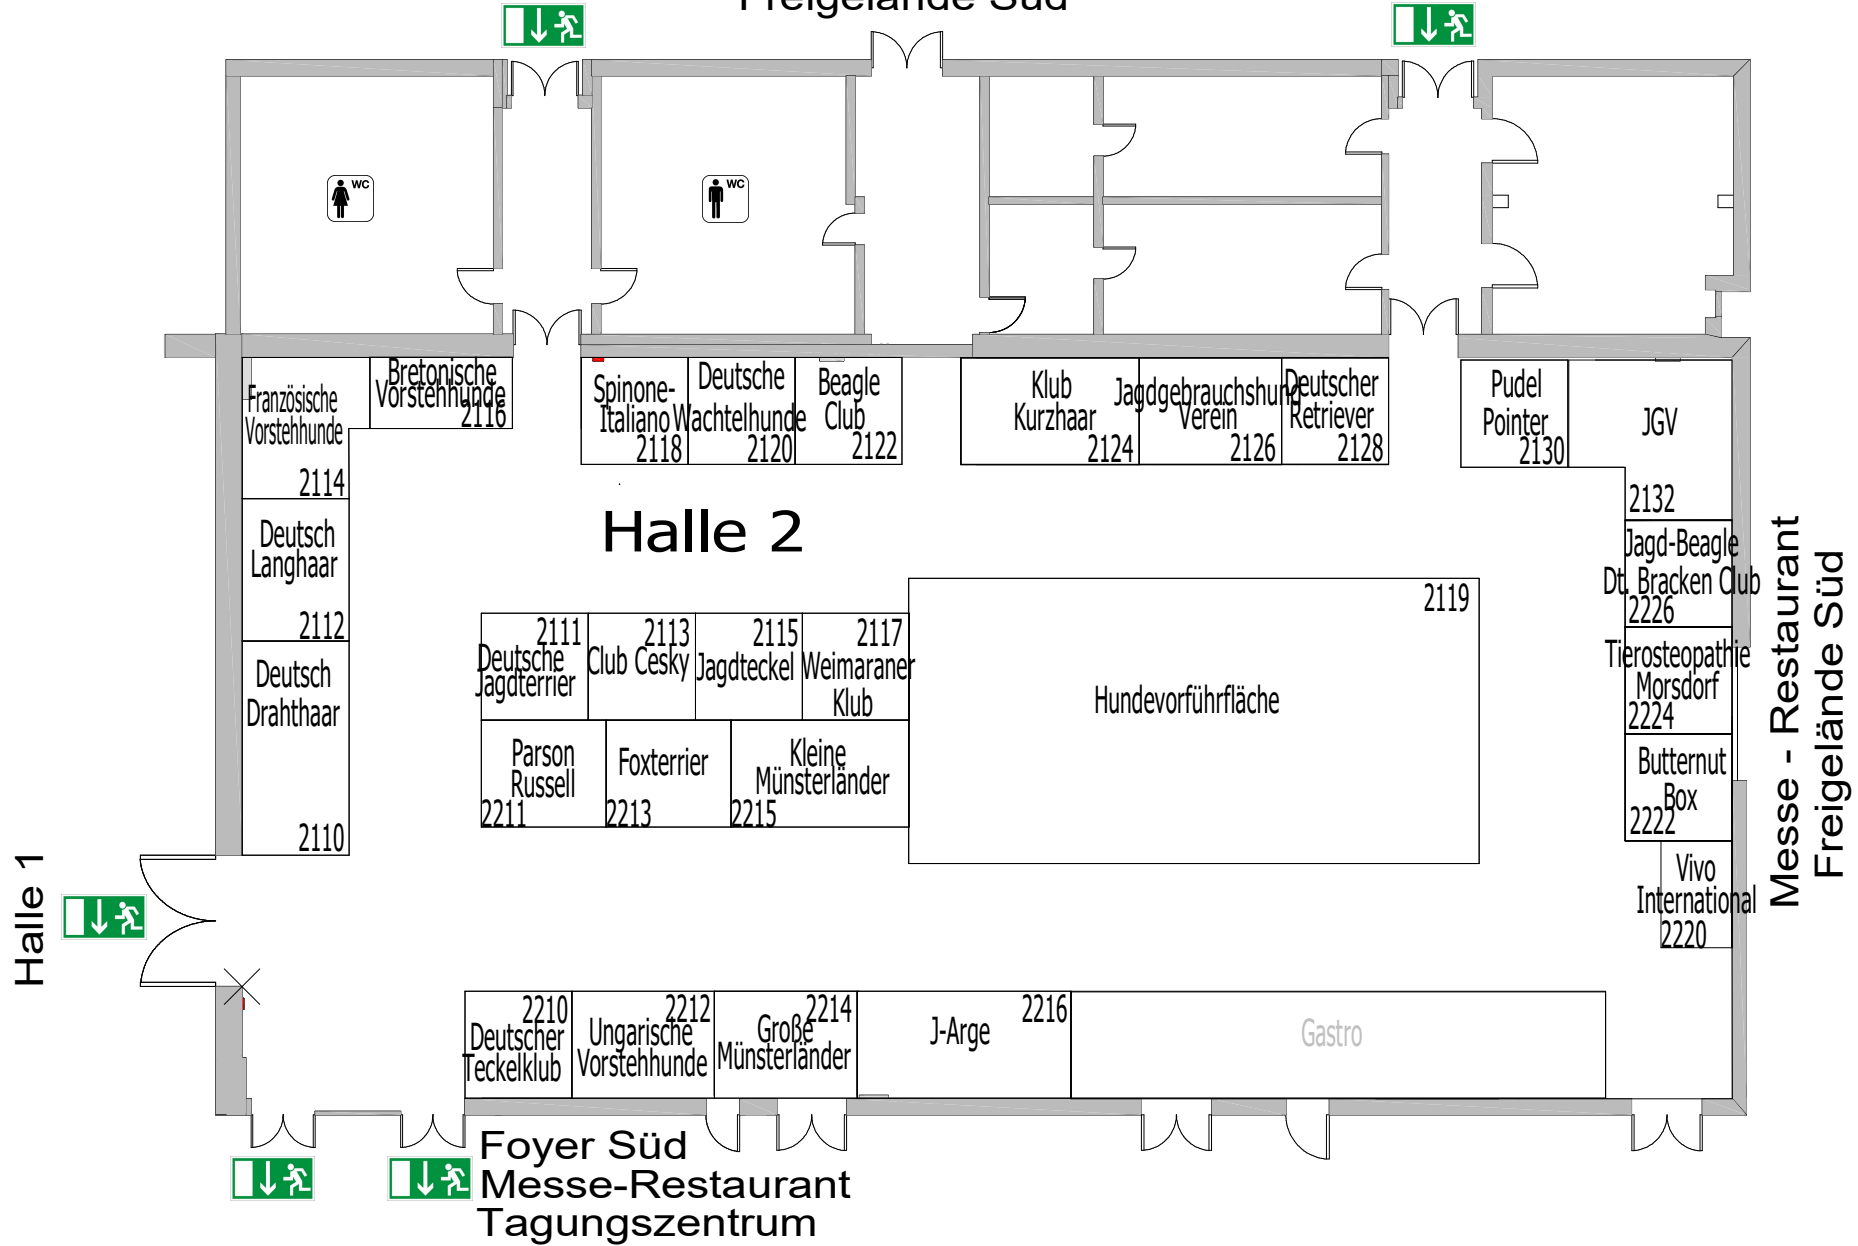 Freigelände Süd
WC
WC
Französische
Vorstehhunde
2114
Bretonische
Vorstehhunde
2116
Spinone-
Italiano
2118
Deutsche
Wachtelhunde
2120
Beagle
Club
2122
Klub
Kurzhaar
2124
Jagdgebrauchshund
Verein
2126
Deutscher
Retriever
2128
Pudel
Pointer
2130
JGV
2132
Deutsch
Langhaar
2112
Halle 2
Jagd-Beagle
Dt. Bracken Club
2226
2119
Hundevorführfläche
2111
Deutsche
Jagdterrier
2113
Club Cesky
2115
Jagdteckel
2117
Weimaraner
Klub
Deutsch
Drahthaar
2110
Tierosteopathie
Morsdorf
2224
Parson
Russell
2211
Foxterrier
2213
Kleine
Münsterländer
2215
Butternut
Box
2222
Vivo
International
2220
Messe - Restaurant
Freigelände Süd
Halle 1
2210
Deutscher
Teckelklub
2212
Ungarische
Vorstehhunde
2214
Große
Münsterländer
J-Arge
2216
Gastro
Foyer Süd
Messe-Restaurant
Tagungszentrum